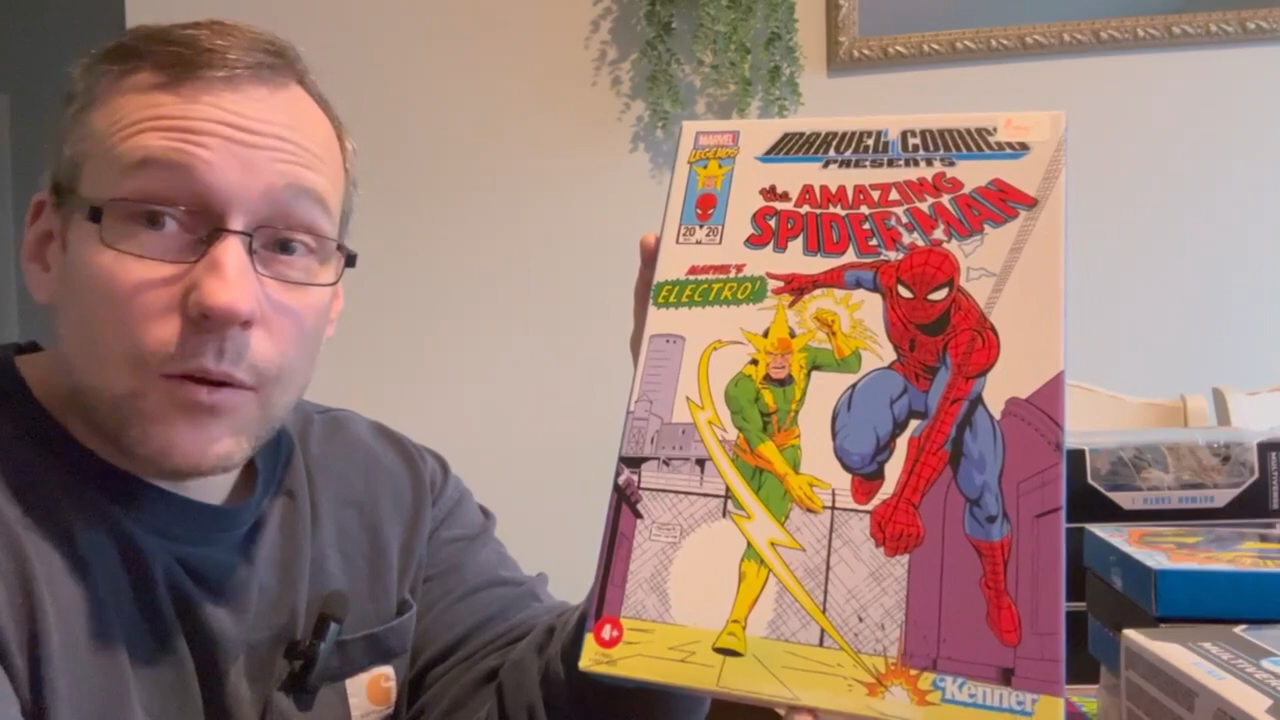 MARVEL COMICS
PRESENTS
MARVEL
LEGENDS
20 20
the AMAZING
SPIDER-MAN
MARVEL'S
ELECTRO!
4+
Kenner
BATMAN
MULTIVERSE